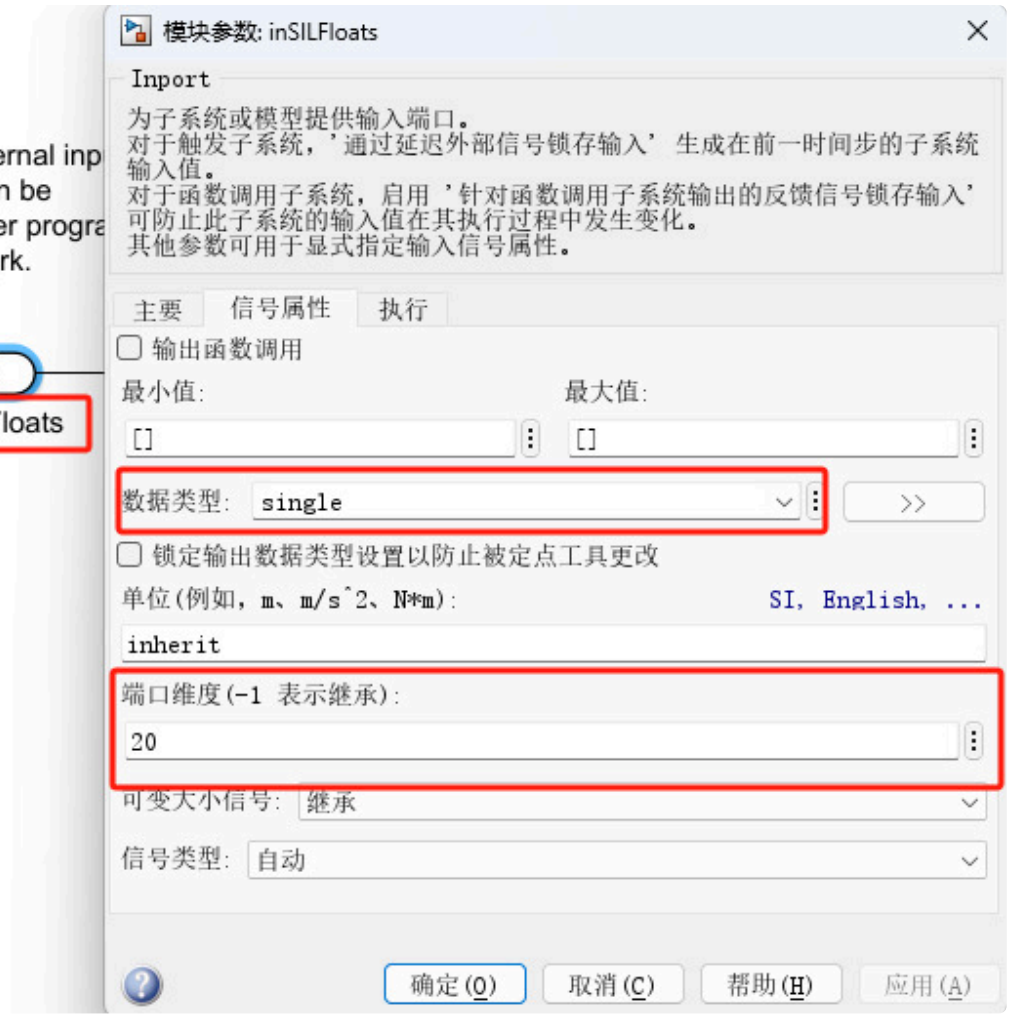 模块参数: inSILFloats
Inport
为子系统或模型提供输入端口。
对于触发子系统，'通过延迟外部信号锁存输入' 生成在前一时间步的子系统
输入值。
对于函数调用子系统，启用 '针对函数调用子系统输出的反馈信号锁存输入'
可防止此子系统的输入值在其执行过程中发生变化。
其他参数可用于显式指定输入信号属性。
ernal inp
n be
er progra
rk.
loats
主要 信号属性 执行
输出函数调用
最小值: 最大值:
[] []
数据类型: single >>
锁定输出数据类型设置以防止被定点工具更改
单位(例如，m、m/s^2、N*m): SI, English, ...
inherit
端口维度(-1 表示继承):
20
可变大小信号: 继承
信号类型: 自动
确定(O) 取消(C) 帮助(H) 应用(A)